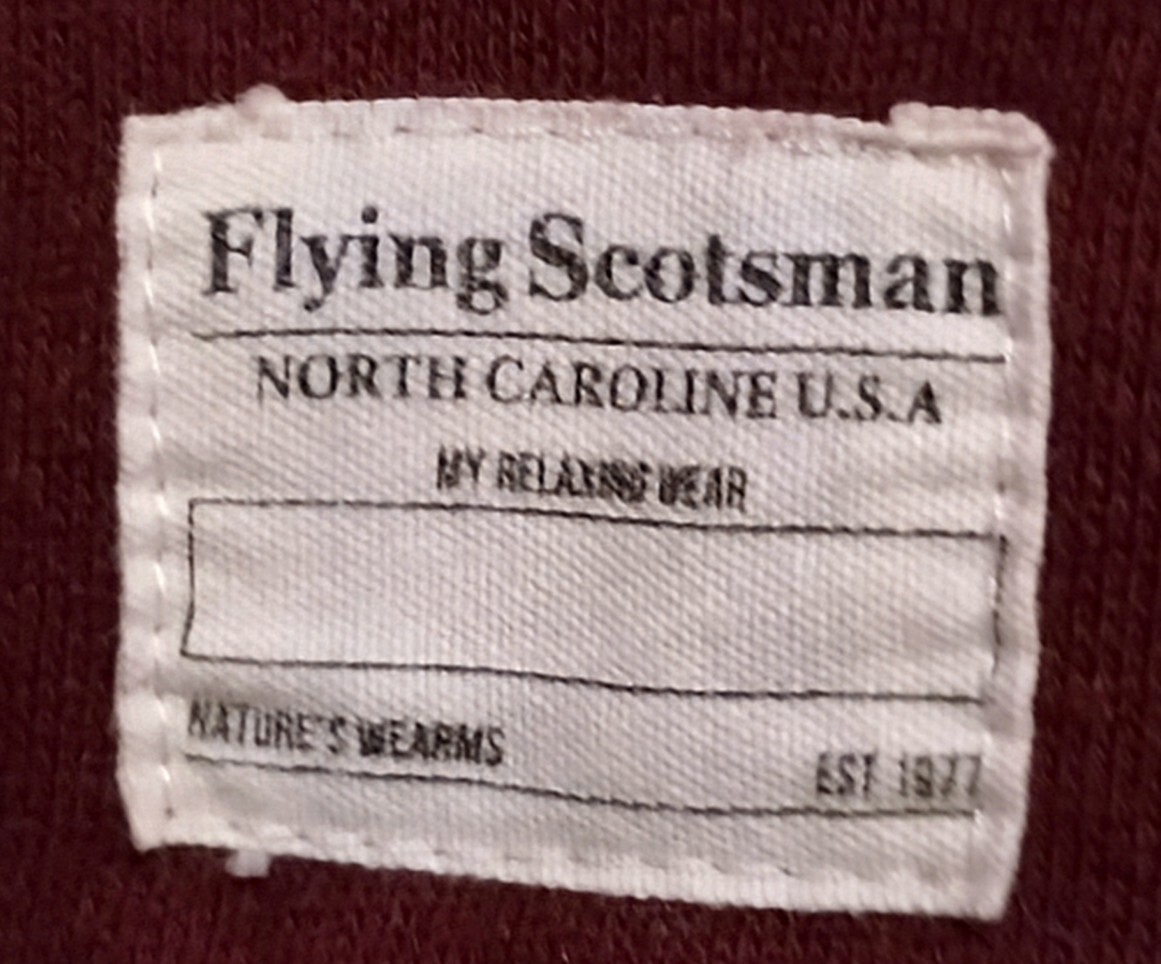 Flying Scotsman
NORTH CAROLINE U.S.A
MY RELAXING WEAR
NATURE'S WEARMS
EST 1977